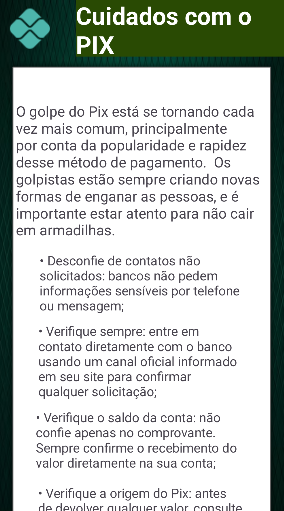 Cuidados com o
PIX
O golpe do Pix está se tornando cada
vez mais comum, principalmente
por conta da popularidade e rapidez
desse método de pagamento. Os
golpistas estão sempre criando novas
formas de enganar as pessoas, e é
importante estar atento para não cair
em armadilhas.
• Desconfie de contatos não
solicitados: bancos não pedem
informações sensíveis por telefone
ou mensagem;
• Verifique sempre: entre em
contato diretamente com o banco
usando um canal oficial informado
em seu site para confirmar
qualquer solicitação;
• Verifique o saldo da conta: não
confie apenas no comprovante.
Sempre confirme o recebimento do
valor diretamente na sua conta;
• Verifique a origem do Pix: antes
de devolver qualquer valor, consulte